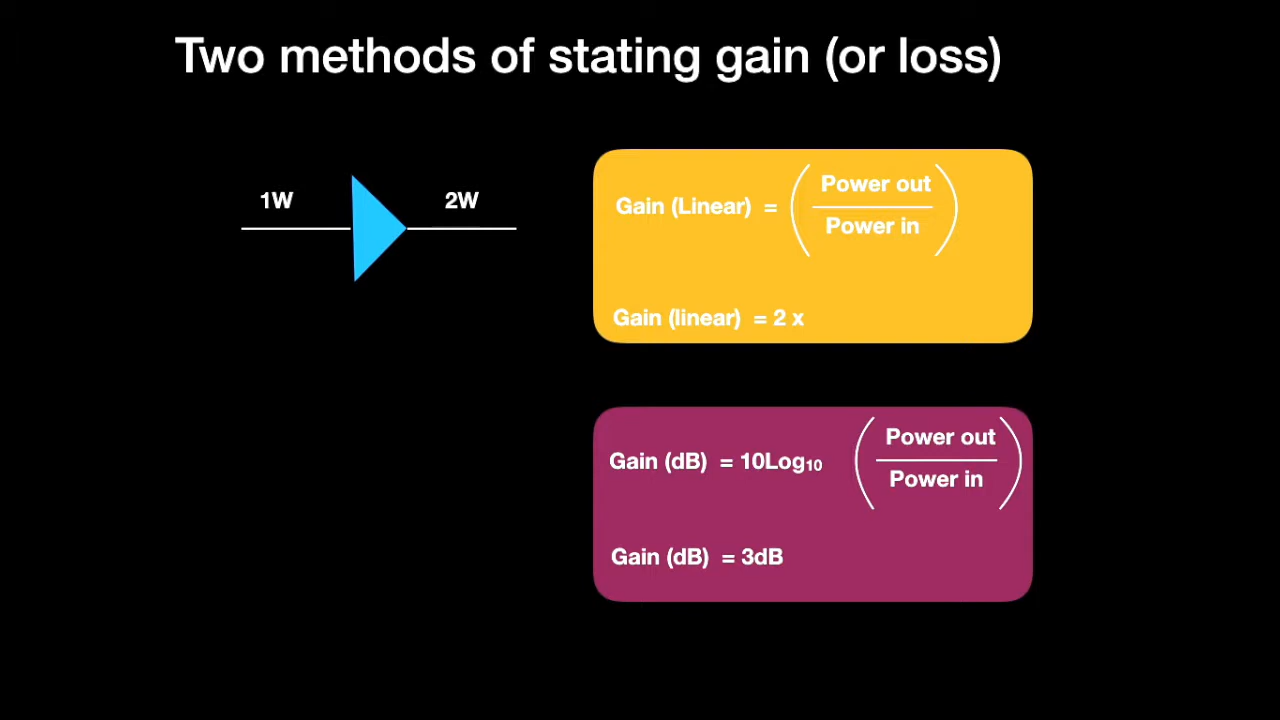 Two methods of stating gain (or loss)
1W
2W
Gain (Linear) = (Power out
Power in)
Gain (linear) = 2 x
Gain (dB) = 10Log₁₀ (Power out
Power in)
Gain (dB) = 3dB